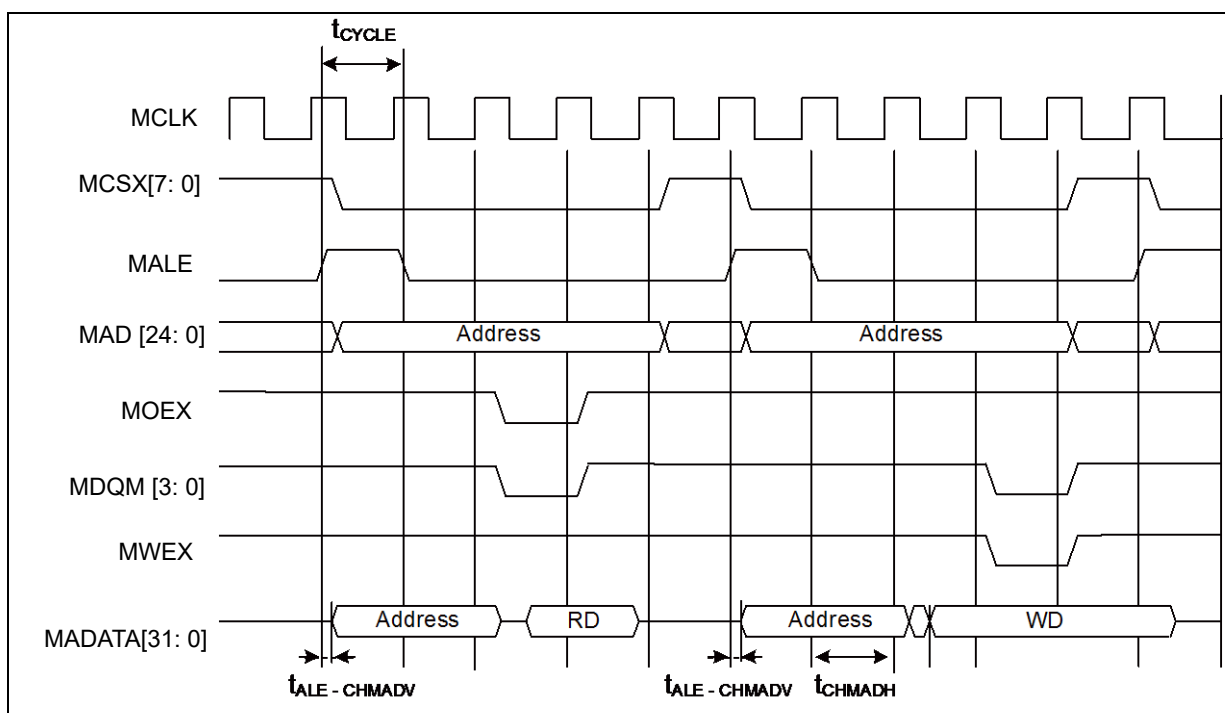 tCYCLE
MCLK
MCSX[7: 0]
MALE
MAD [24: 0] Address Address
MOEX
MDQM [3: 0]
MWEX
MADATA[31: 0] Address RD Address WD
tALE - CHMADV tALE - CHMADV tCHMADH